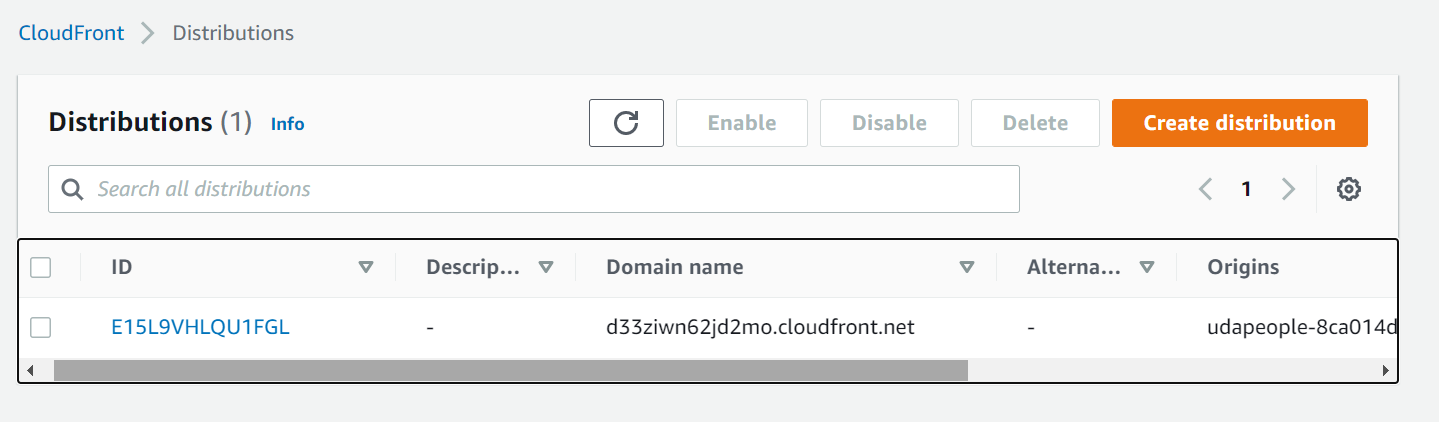 CloudFront > Distributions
Distributions (1) Info Enable Disable Delete Create distribution
Search all distributions 1
ID Descrip... Domain name Alterna... Origins
E15L9VHLQU1FGL - d33ziwn62jd2mo.cloudfront.net - udapeople-8ca014d